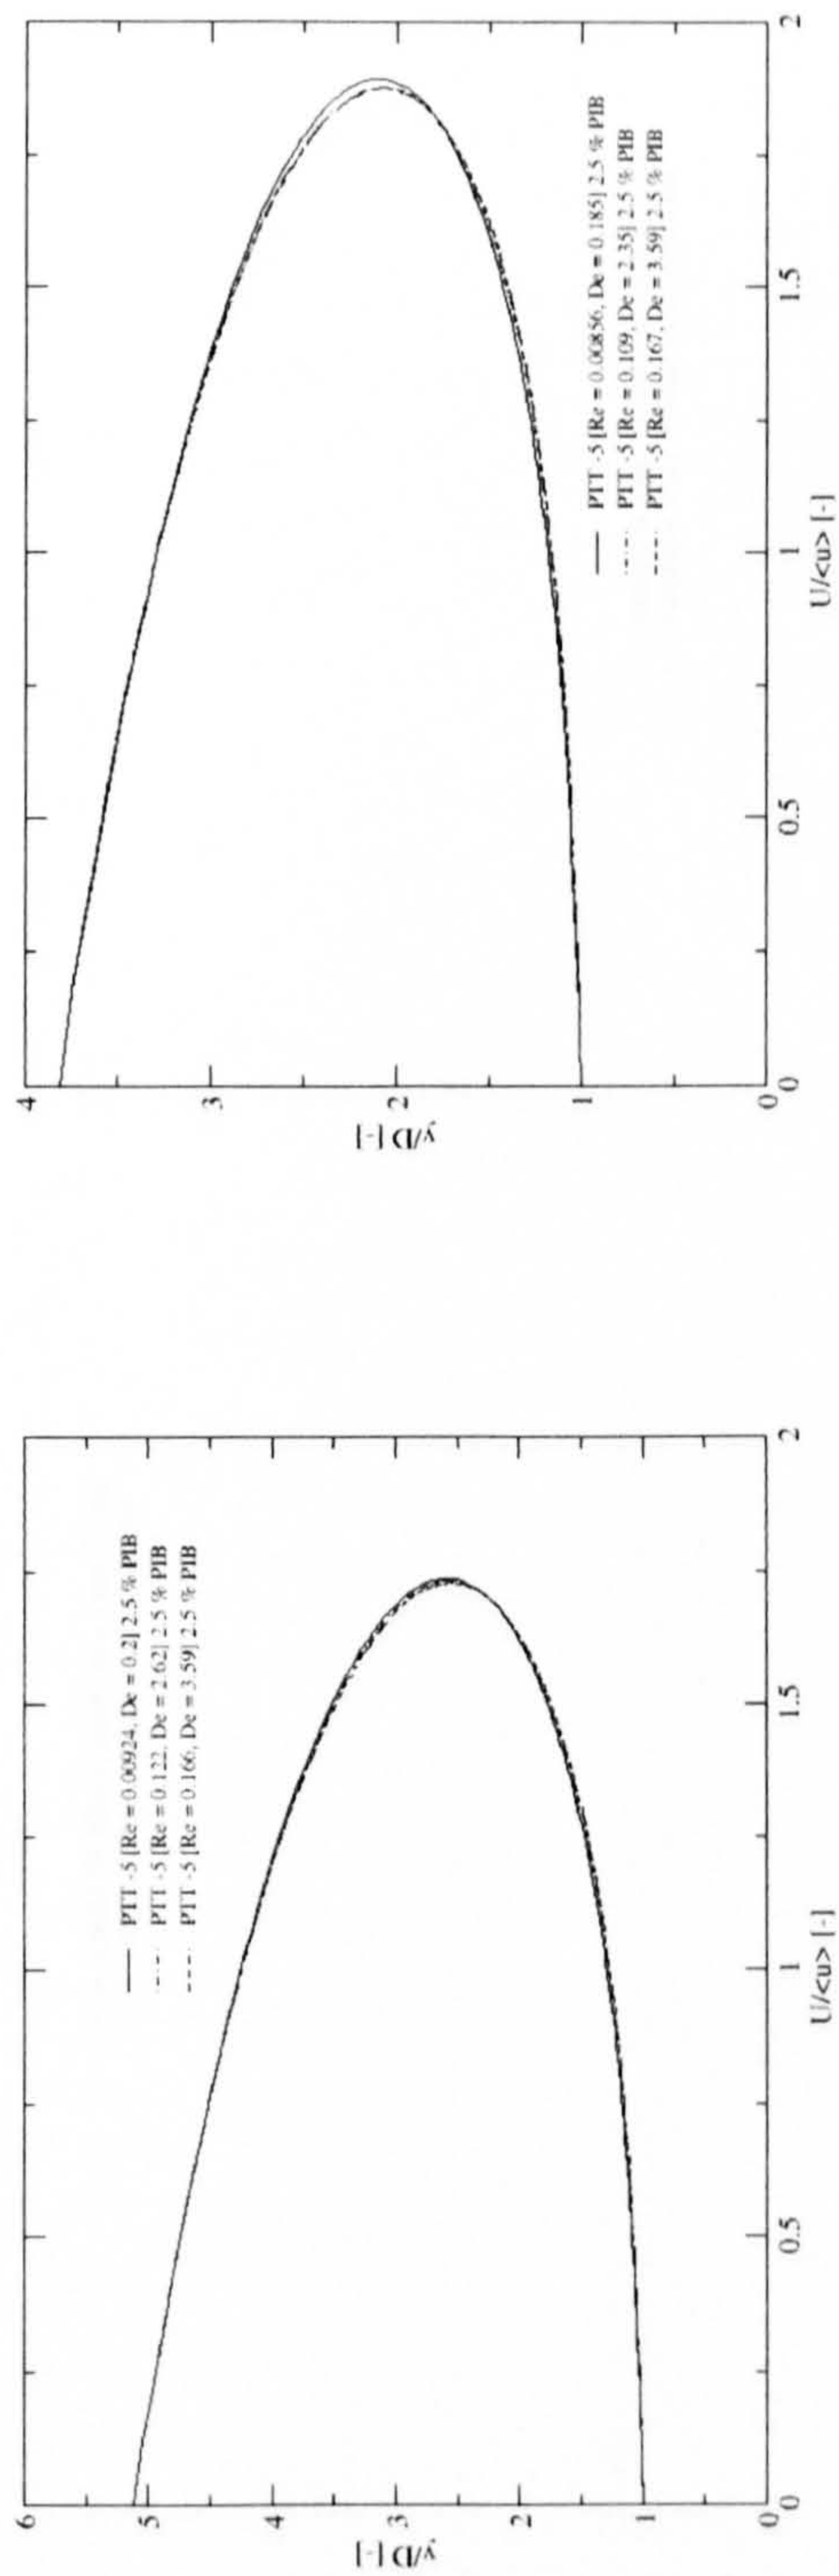 6
5
4
3
2
1
0
y/D [-]
0
0.5
1
1.5
2
U/<u> [-]
PTT -5 [Re = 0.00924, De = 0.2] 2.5 % PIB
PTT -5 [Re = 0.122, De = 2.62] 2.5 % PIB
PTT -5 [Re = 0.166, De = 3.59] 2.5 % PIB
4
3
2
1
0
y/D [-]
0
0.5
1
1.5
2
U/<u> [-]
PTT -5 [Re = 0.00856, De = 0.185] 2.5 % PIB
PTT -5 [Re = 0.109, De = 2.35] 2.5 % PIB
PTT -5 [Re = 0.167, De = 3.59] 2.5 % PIB